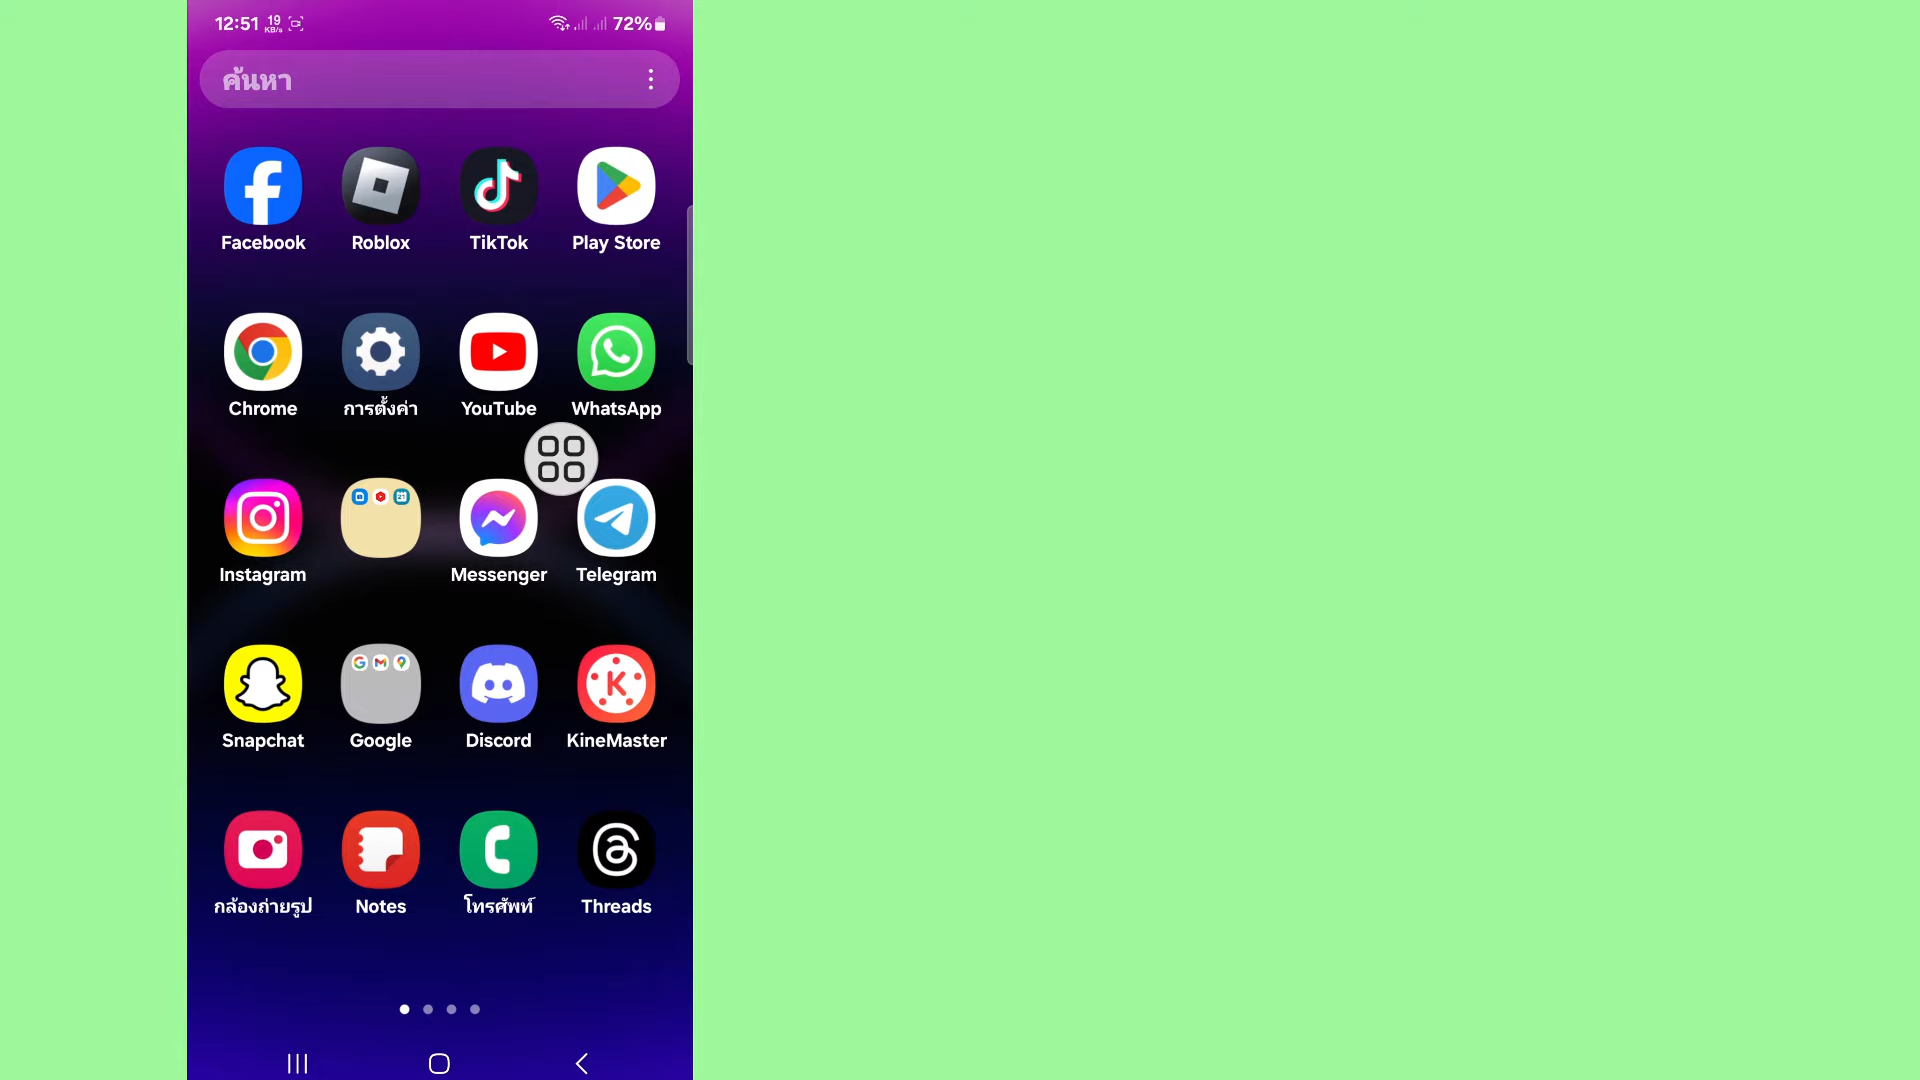 12:51 19 KB/s 72%
ค้นหา
Facebook Roblox TikTok Play Store
Chrome การตั้งค่า YouTube WhatsApp
Instagram Messenger Telegram
Snapchat Google Discord KineMaster
กล้องถ่ายรูป Notes โทรศัพท์ Threads